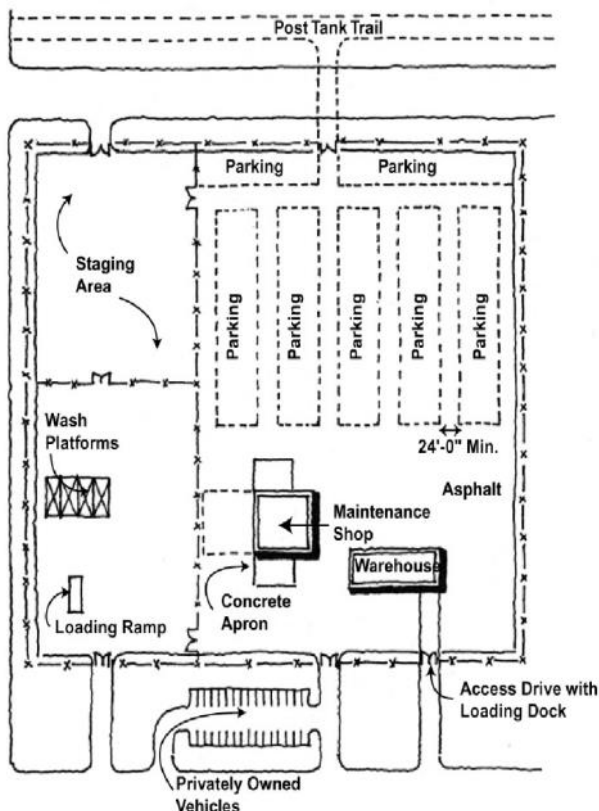 Post Tank Trail
Parking
Parking
Staging
Area
Parking
Parking
Parking
Parking
Parking
24'-0" Min.
Wash
Platforms
Asphalt
Maintenance
Shop
Warehouse
Concrete
Apron
Loading Ramp
Access Drive with
Loading Dock
Privately Owned
Vehicles